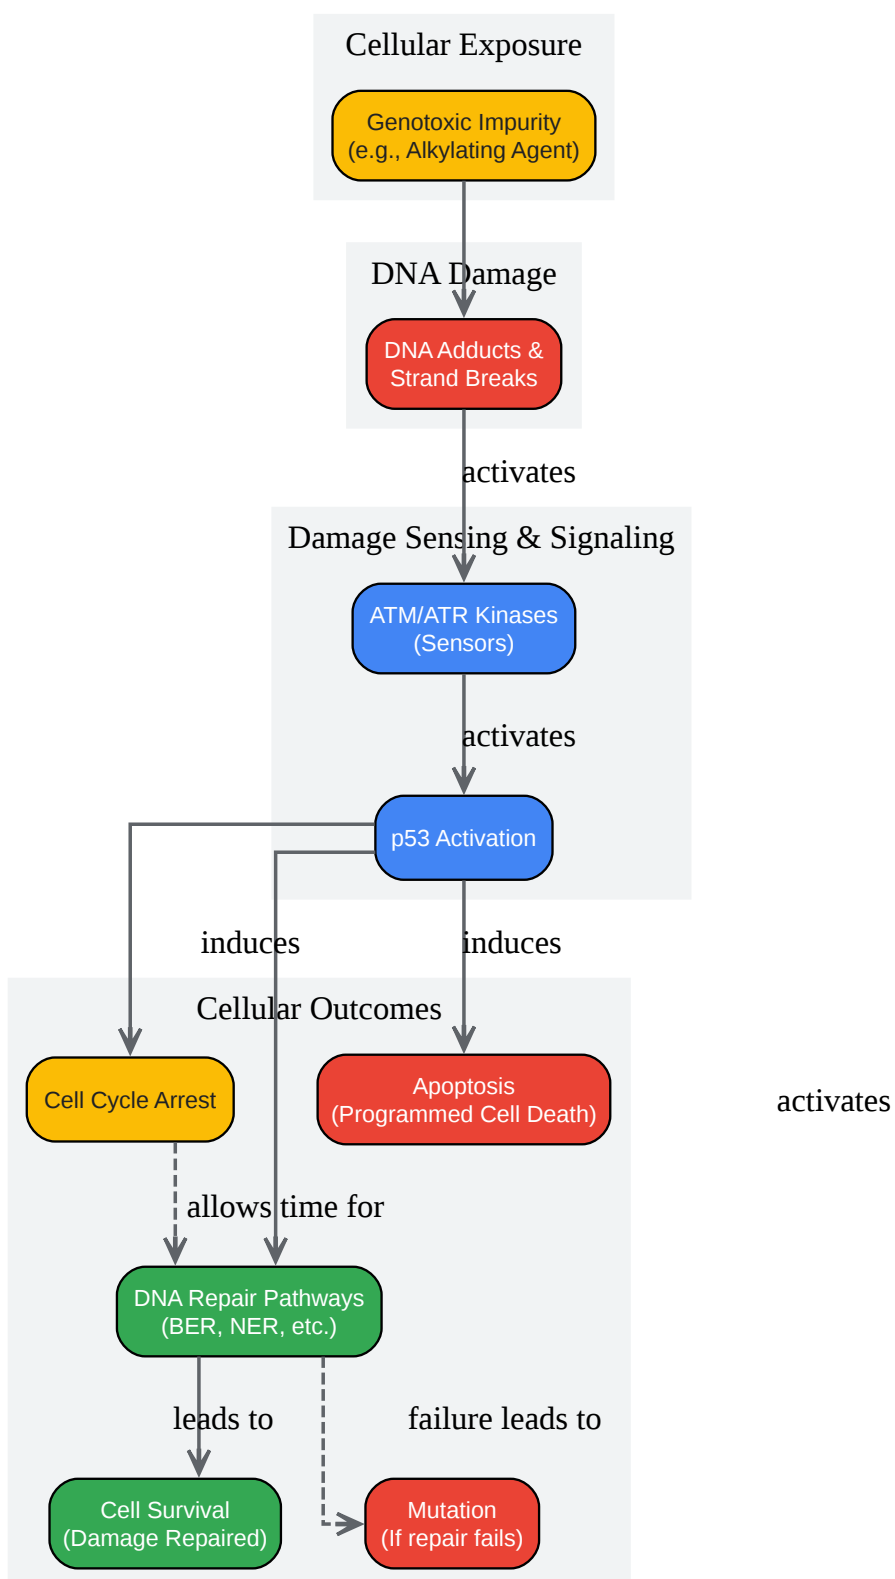 Cellular Exposure
Genotoxic Impurity
(e.g., Alkylating Agent)
DNA Damage
DNA Adducts &
Strand Breaks
activates
Damage Sensing & Signaling
ATM/ATR Kinases
(Sensors)
activates
p53 Activation
induces
induces
Cellular Outcomes
Cell Cycle Arrest
Apoptosis
(Programmed Cell Death)
activates
allows time for
DNA Repair Pathways
(BER, NER, etc.)
leads to
failure leads to
Cell Survival
(Damage Repaired)
Mutation
(If repair fails)